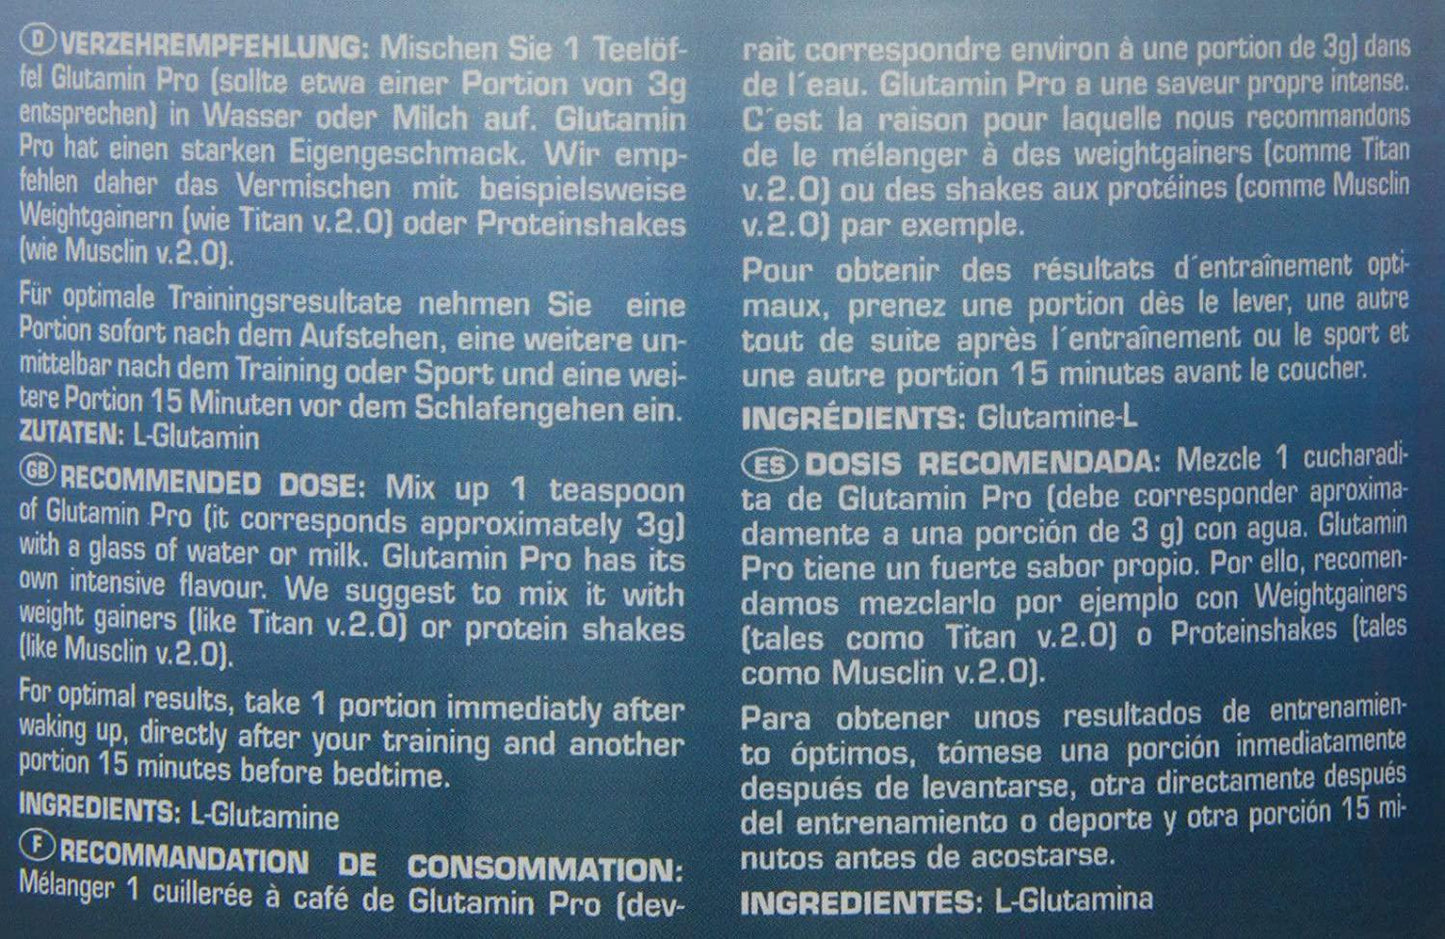 D VERZEHREMPFEHLUNG: Mischen Sie 1 Teelöf-
fel Glutamin Pro (sollte etwa einer Portion von 3g
entsprechen) in Wasser oder Milch auf. Glutamin
Pro hat einen starken Eigengeschmack. Wir emp-
fehlen daher das Vermischen mit beispielsweise
Weightgainern (wie Titan v.2.0) oder Proteinshakes
(wie Musclin v.2.0).
Für optimale Trainingsresultate nehmen Sie eine
Portion sofort nach dem Aufstehen, eine weitere un-
mittelbar nach dem Training oder Sport und eine wei-
tere Portion 15 Minuten vor dem Schlafengehen ein.
ZUTATEN: L-Glutamin
GB RECOMMENDED DOSE: Mix up 1 teaspoon
of Glutamin Pro (it corresponds approximately 3g)
with a glass of water or milk. Glutamin Pro has its
own intensive flavour. We suggest to mix it with
weight gainers (like Titan v.2.0) or protein shakes
(like Musclin v.2.0).
For optimal results, take 1 portion immediatly after
waking up, directly after your training and another
portion 15 minutes before bedtime.
INGREDIENTS: L-Glutamine
F RECOMMANDATION DE CONSOMMATION:
Mélanger 1 cuillerée à café de Glutamin Pro (dev-
rait correspondre environ à une portion de 3g) dans
de l´eau. Glutamin Pro a une saveur propre intense.
C´est la raison pour laquelle nous recommandons
de le mélanger à des weightgainers (comme Titan
v.2.0) ou des shakes aux protéines (comme Musclin
v.2.0) par exemple.
Pour obtenir des résultats d´entraînement opti-
maux, prenez une portion dès le lever, une autre
tout de suite après l´entraînement ou le sport et
une autre portion 15 minutes avant le coucher.
INGRÉDIENTS: Glutamine-L
ES DOSIS RECOMENDADA: Mezcle 1 cucharadi-
ta de Glutamin Pro (debe corresponder aproxima-
damente a una porción de 3 g) con agua. Glutamin
Pro tiene un fuerte sabor propio. Por ello, recomen-
damos mezclarlo por ejemplo con Weightgainers
(tales como Titan v.2.0) o Proteinshakes (tales
como Musclin v.2.0).
Para obtener unos resultados de entrenamien-
to óptimos, tómese una porción inmediatamente
después de levantarse, otra directamente después
del entrenamiento o deporte y otra porción 15 mi-
nutos antes de acostarse.
INGREDIENTES: L-Glutamina